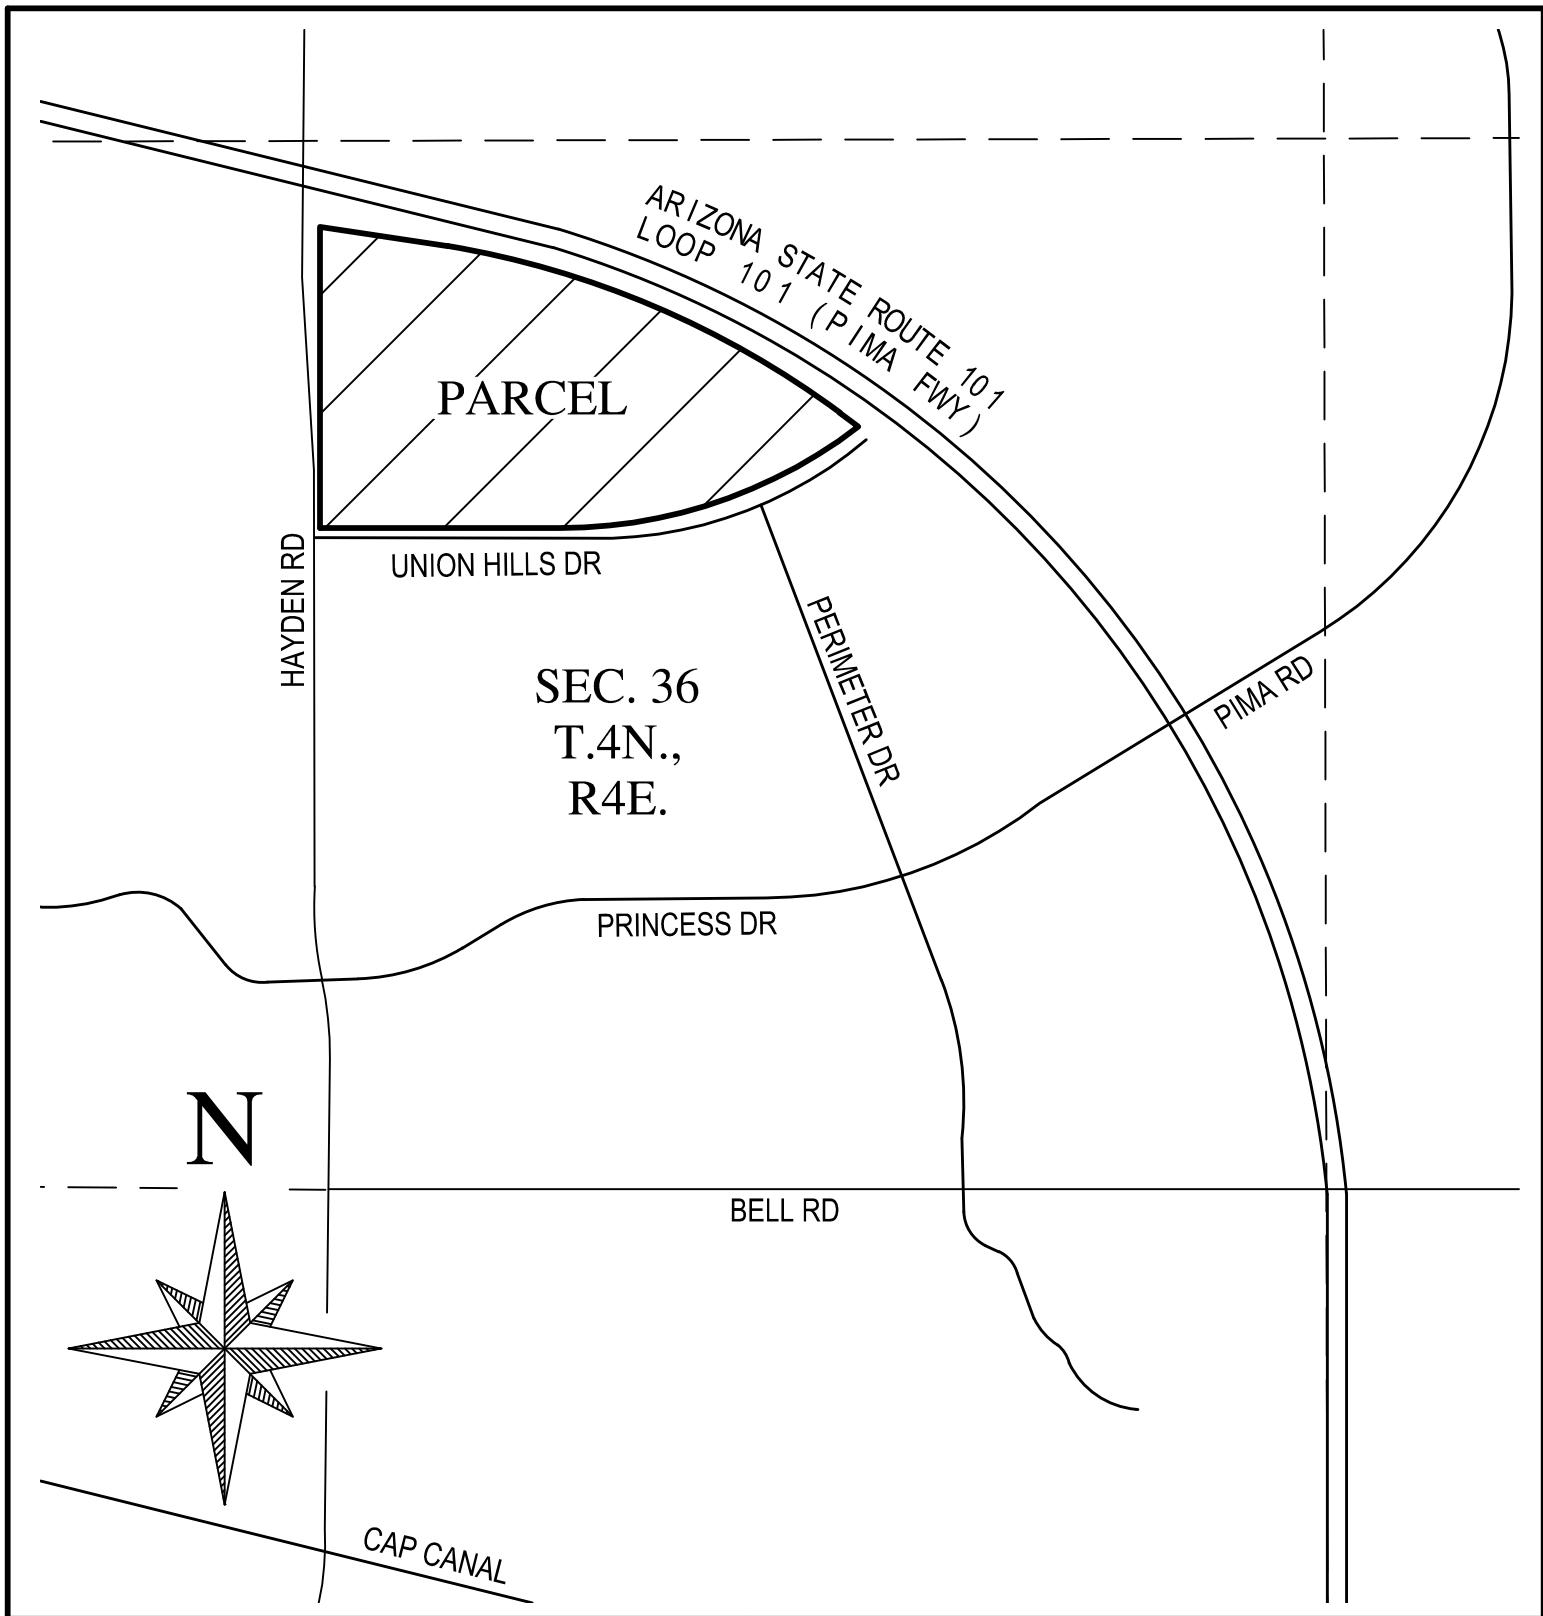 ARIZONA STATE ROUTE 101
LOOP 101 (PIMA FWY)
PARCEL
HAYDEN RD
UNION HILLS DR
PERIMETER DR
SEC. 36
T.4N.,
R4E.
PIMA RD
PRINCESS DR
N
BELL RD
CAP CANAL